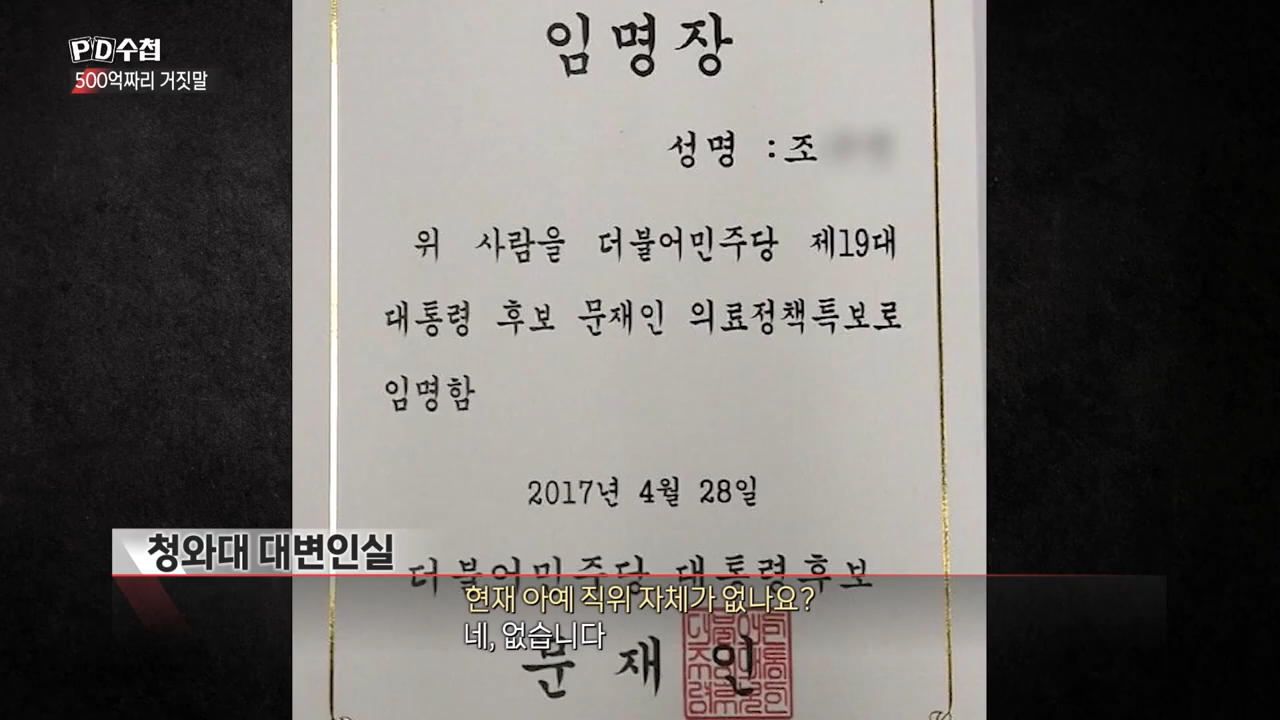 PD수첩
500억짜리 거짓말
임명장
성명 : 조
위 사람을 더불어민주당 제19대
대통령 후보 문재인 의료정책특보로
임명함
2017년 4월 28일
더불어민주당 대통령후보
문재인
청와대 대변인실
현재 아예 직위 자체가 없나요?
네, 없습니다